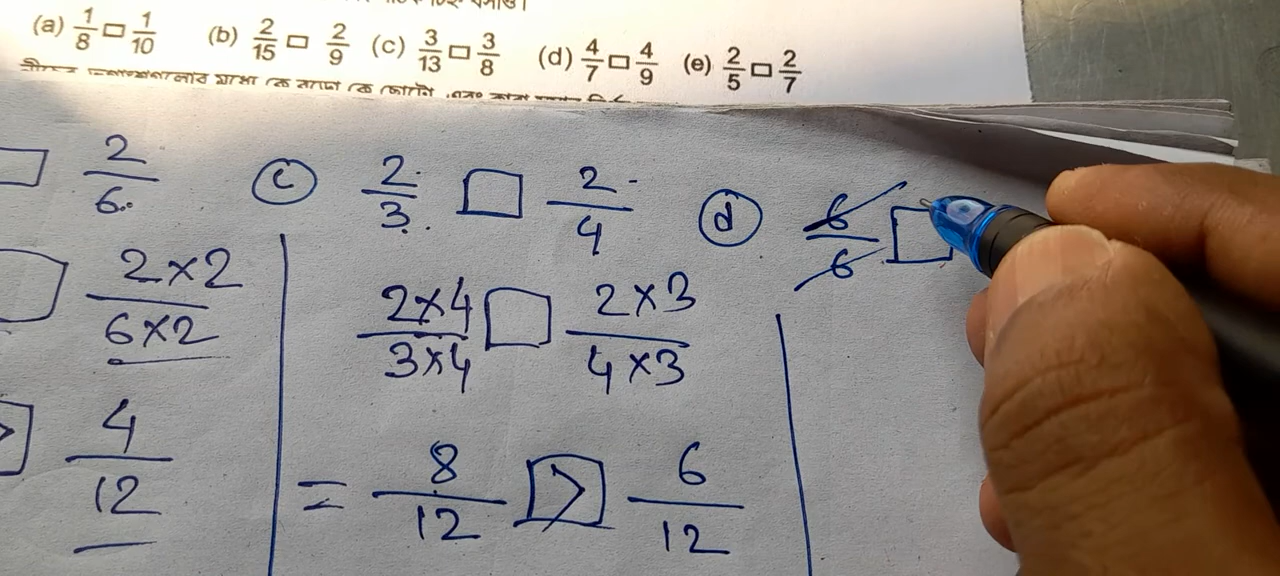 (a) 1/8 □ 1/10 (b) 2/15 □ 2/9 (c) 3/13 □ 3/8 (d) 4/7 □ 4/9 (e) 2/5 □ 2/7
□ 2/6 (c) 2/3 □ 2/4 (d) 6/6 □
□ 2×2/6×2 2×4/3×4 □ 2×3/4×3
> 4/12 = 8/12 > 6/12